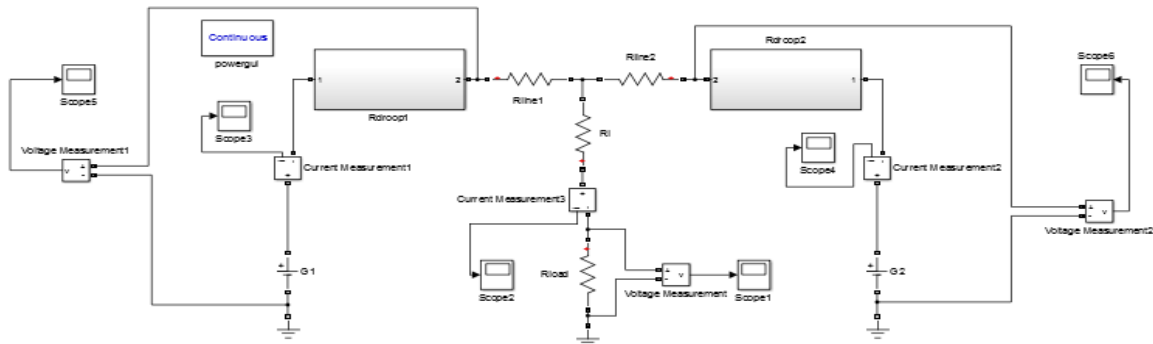 Continuous
powergui
Rdroop2
Rline2
Scope6
Scope5
1
2
2
1
Rline1
Scope3
Rdroop1
Rl
Scope4
Voltage Measurement1
+
-
v
Current Measurement1
Current Measurement2
Current Measurement3
+
-
v
Voltage Measurement2
G1
Rload
G2
Scope2
+
-
v
Voltage Measurement
Scope1